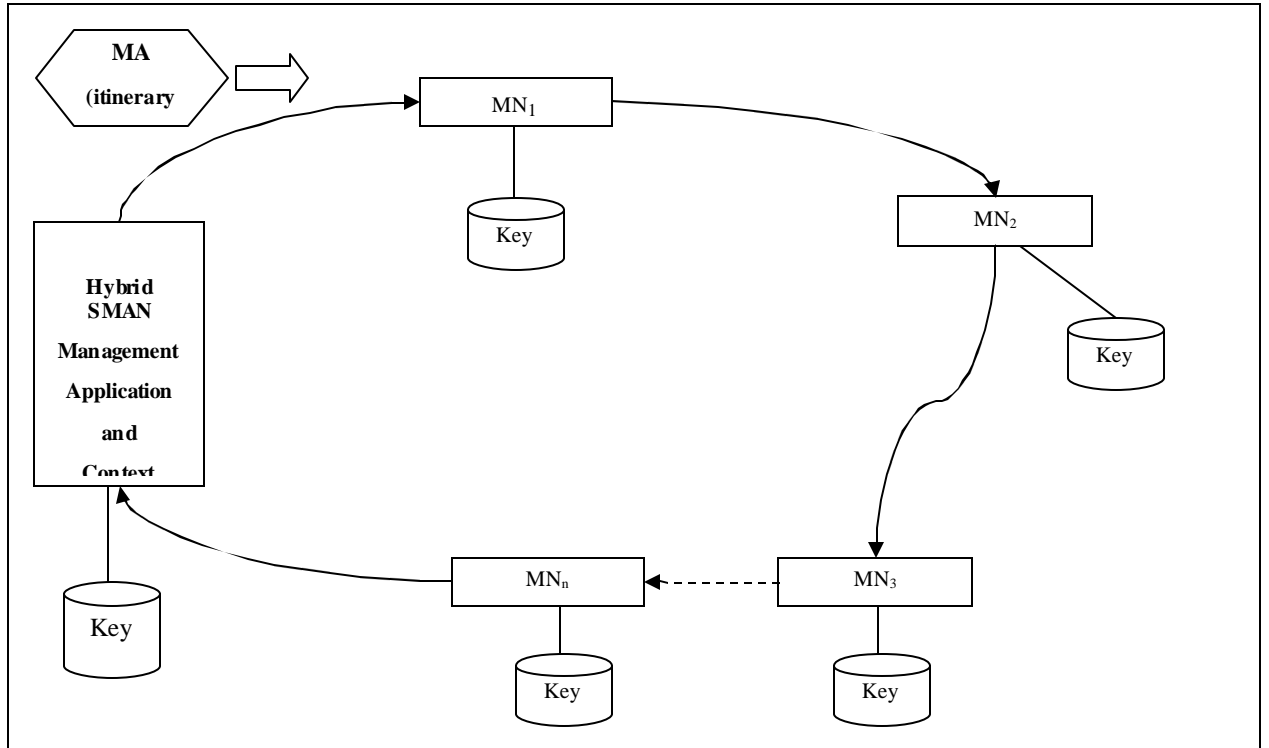 MA
(itinerary
MN1
Key
MN2
Key
Hybrid
SMAN
Management
Application
and
Context
Key
MNn
Key
MN3
Key